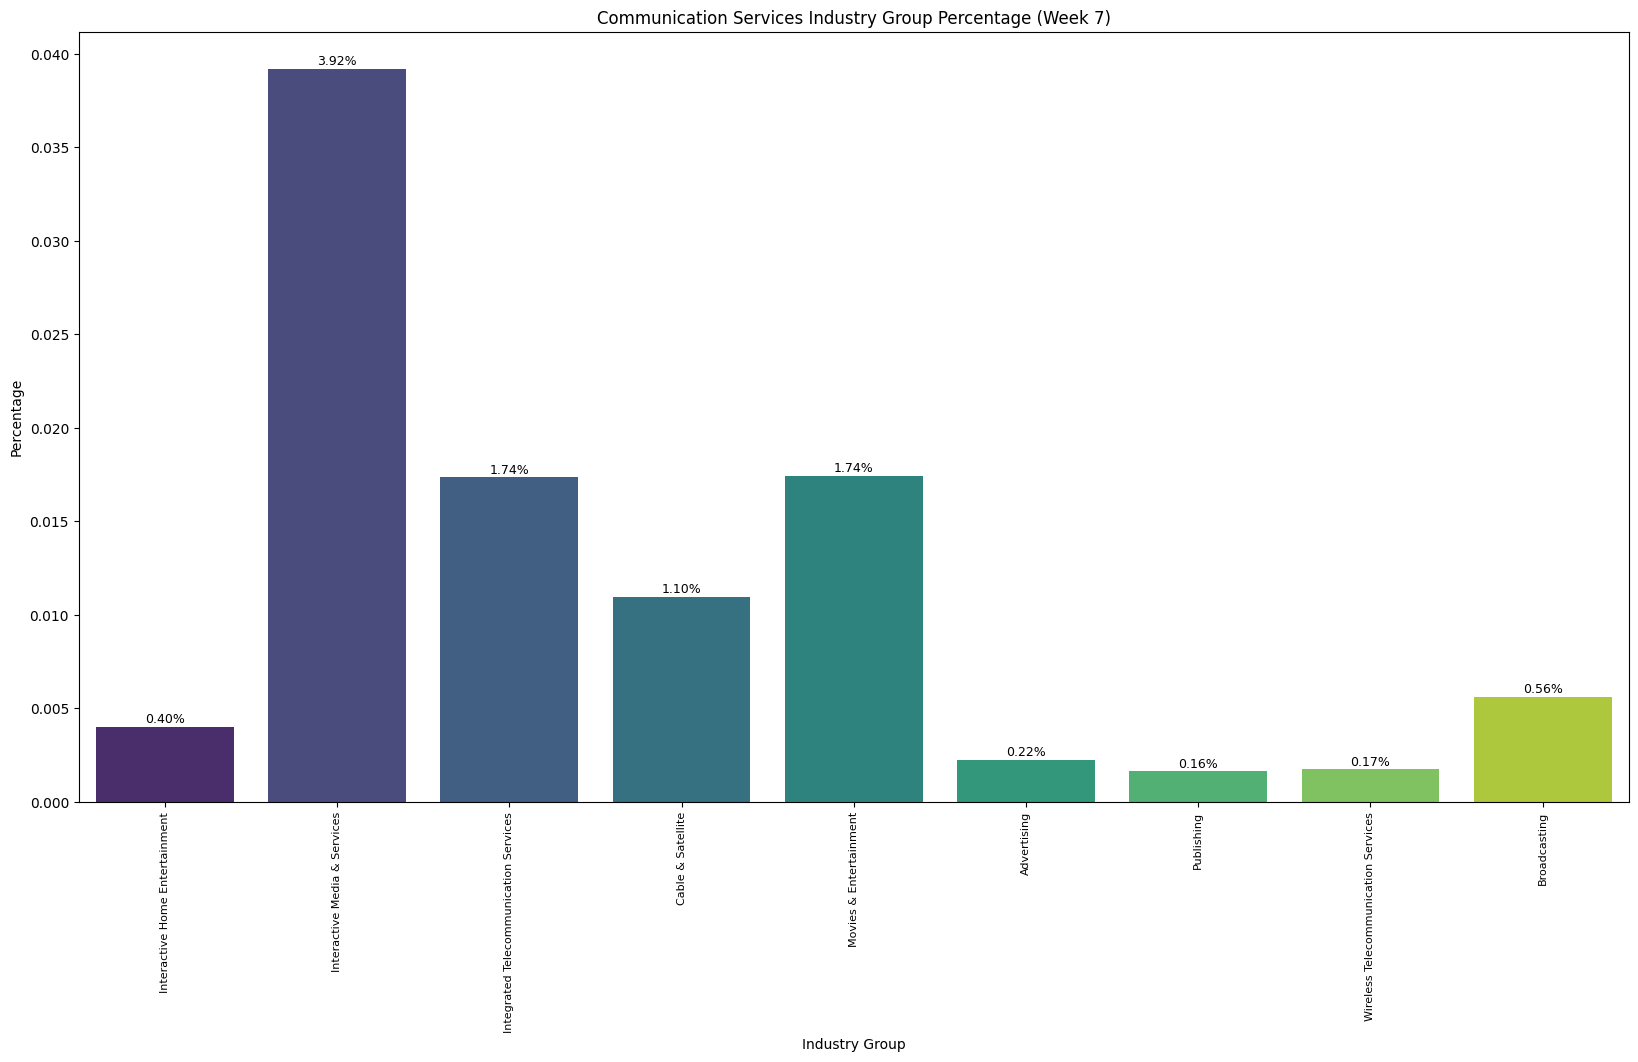 Communication Services Industry Group Percentage (Week 7)
Percentage
0.040
0.035
0.030
0.025
0.020
0.015
0.010
0.005
0.000
0.40%
3.92%
1.74%
1.10%
1.74%
0.22%
0.16%
0.17%
0.56%
Interactive Home Entertainment
Interactive Media & Services
Integrated Telecommunication Services
Cable & Satellite
Movies & Entertainment
Advertising
Publishing
Wireless Telecommunication Services
Broadcasting
Industry Group